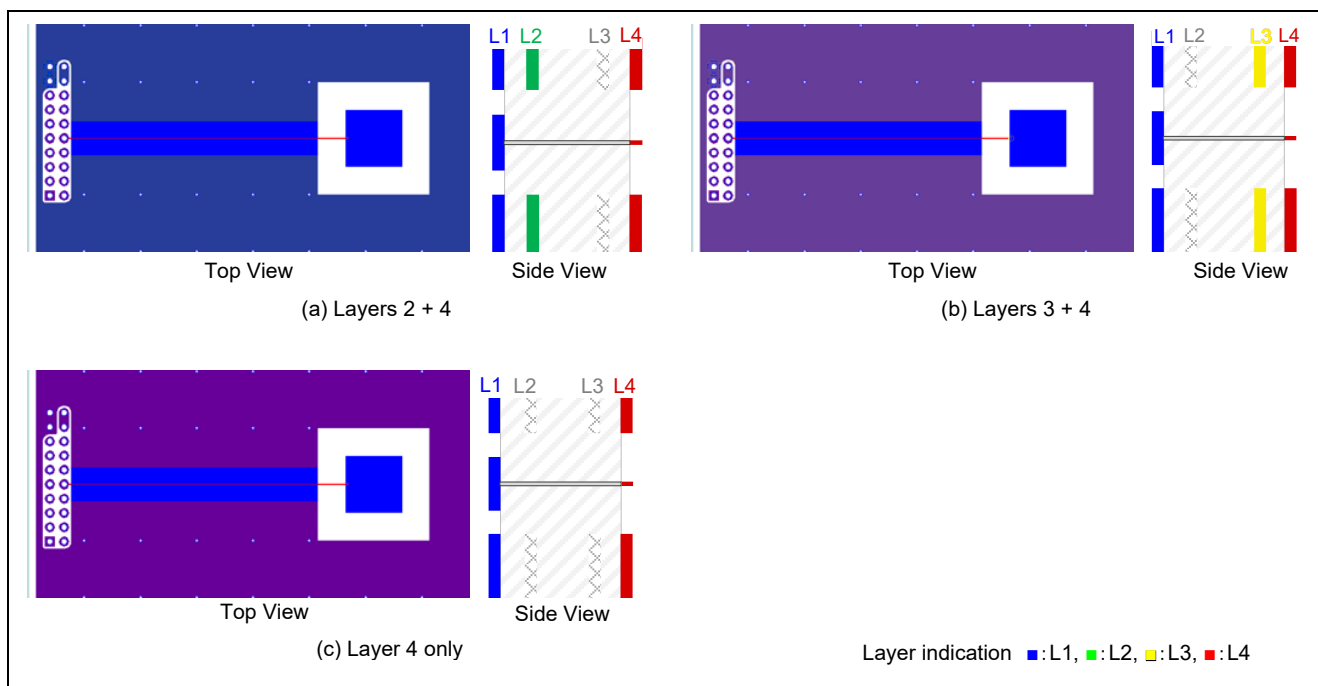 L1 L2 L3 L4
L1 L2 L3 L4
Top View
Side View
Top View
Side View
(a) Layers 2 + 4
(b) Layers 3 + 4
L1 L2 L3 L4
Top View
Side View
(c) Layer 4 only
Layer indication ■:L1, ■:L2, ■:L3, ■:L4